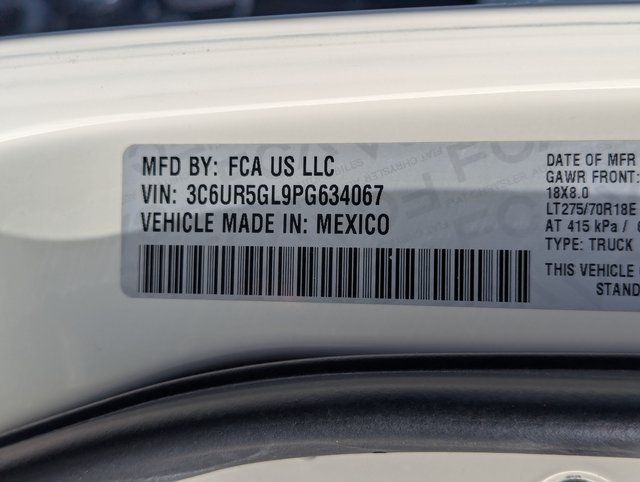 MFD BY: FCA US LLC
VIN: 3C6UR5GL9PG634067
VEHICLE MADE IN: MEXICO
DATE OF MFR
GAWR FRONT:
18X8.0
LT275/70R18E
AT 415 kPa /
TYPE: TRUCK
THIS VEHICLE
STAND